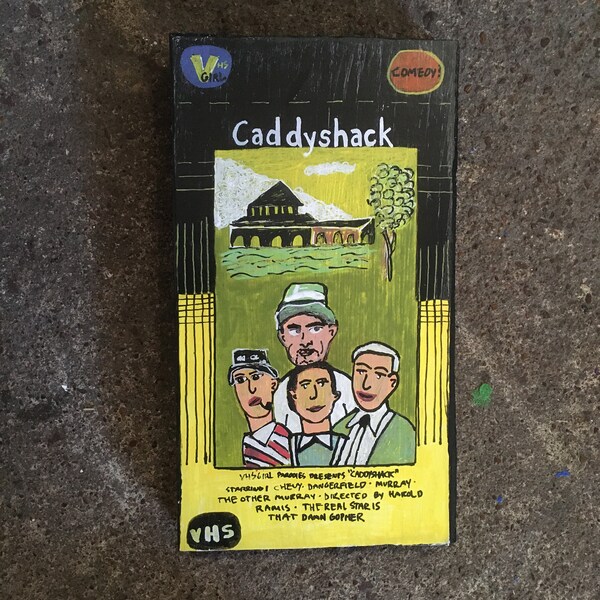 VHS
GIRL
COMEDY!
Caddyshack
VHSGIRL PARODIES PRESENTS "CADDYSHACK"
STARRING! CHEVY · DANGERFIELD · MURRAY ·
THE OTHER MURRAY · DIRECTED BY HAROLD
RAMIS · THE REAL STAR IS
THAT DAMN GOPHER
VHS